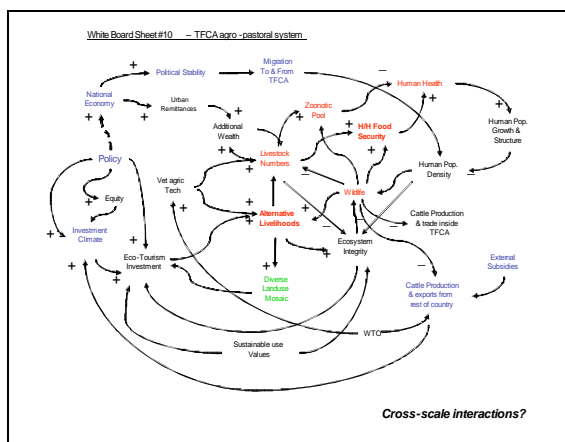 White Board Sheet #10 – TFCA agro - pastoral system
Migration
To & From
TFCA
Political Stability
+
+
–
Human Health
+
Zoonotic
Pool
National
Economy
+
Urban
Remittances
+
+
H/H Food
Security
+
+
Additional
Wealth
Human Pop.
Growth &
Structure
+
+
+
Livestock
Numbers
+
+
Policy
–
Human Pop.
Density
–
Vet agric
Tech
+
–
Wildlife
+
Equity
+
+
Alternative
Livelihoods
+
–
–
Cattle Production
& trade inside
TFCA
Investment
Climate
+
+
Ecosystem
Integrity
+
Eco-Tourism
Investment
+
–
External
Subsidies
+
+
+
Diverse
Landuse
Mosaic
Cattle Production
& exports from
rest of country
Sustainable use
Values
WTO
Cross-scale interactions?